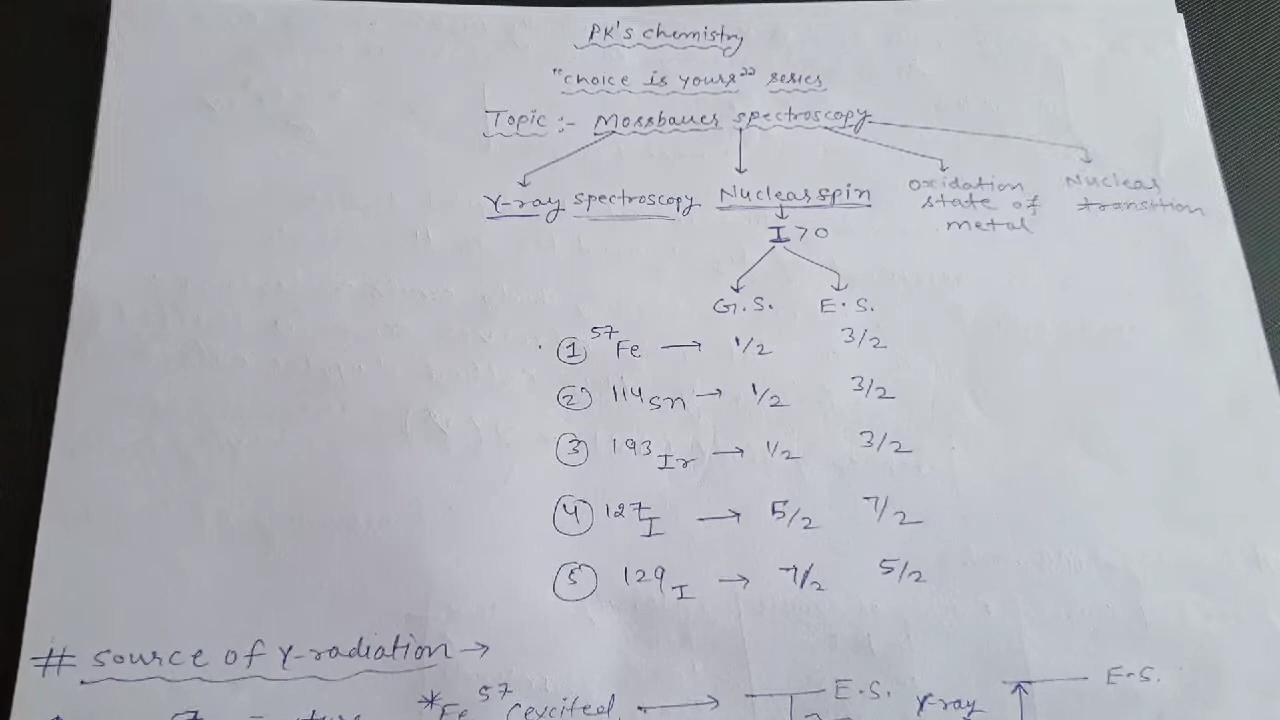 PK's chemistry
"choice is yours" series
Topic :- Mossbauer spectroscopy
γ-ray spectroscopy Nuclear spin oxidation state of metal Nuclear transition
I > 0
G.S. E.S.
① ⁵⁷Fe → 1/2 3/2
② 114Sn → 1/2 3/2
③ 193Ir → 1/2 3/2
④ 127I → 5/2 7/2
⑤ 129I → 7/2 5/2
# source of γ-radiation →
*Fe⁵⁷ (excited → E.S. γ-ray E.S.